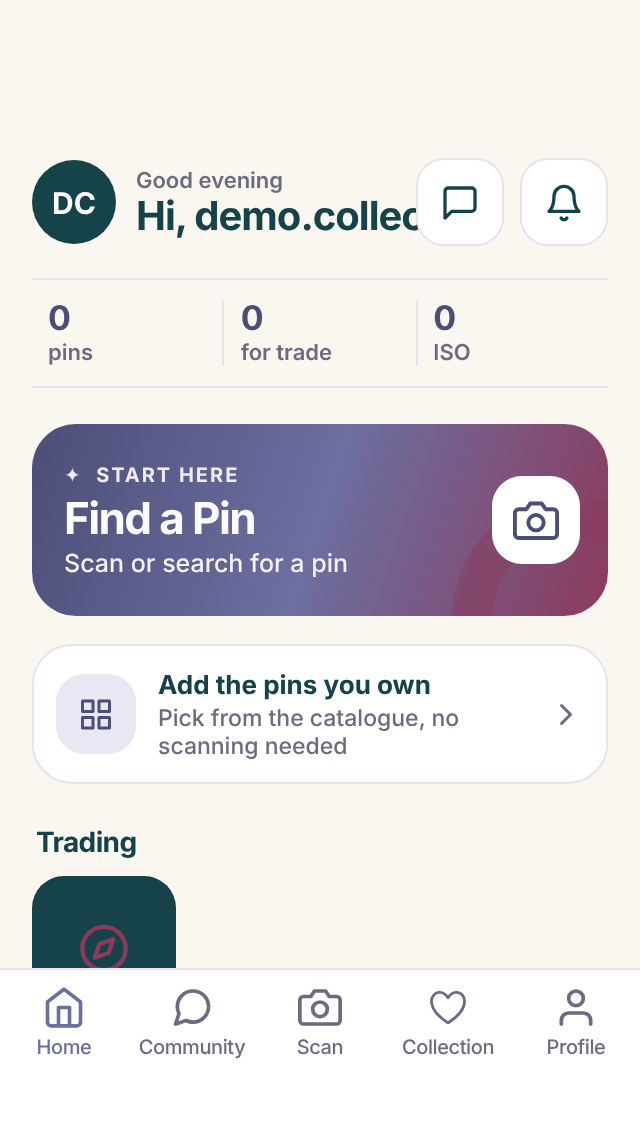 DC
Good evening
Hi, demo.collec
0
pins
0
for trade
0
ISO
START HERE
Find a Pin
Scan or search for a pin
Add the pins you own
Pick from the catalogue, no
scanning needed
Trading
Home
Community
Scan
Collection
Profile